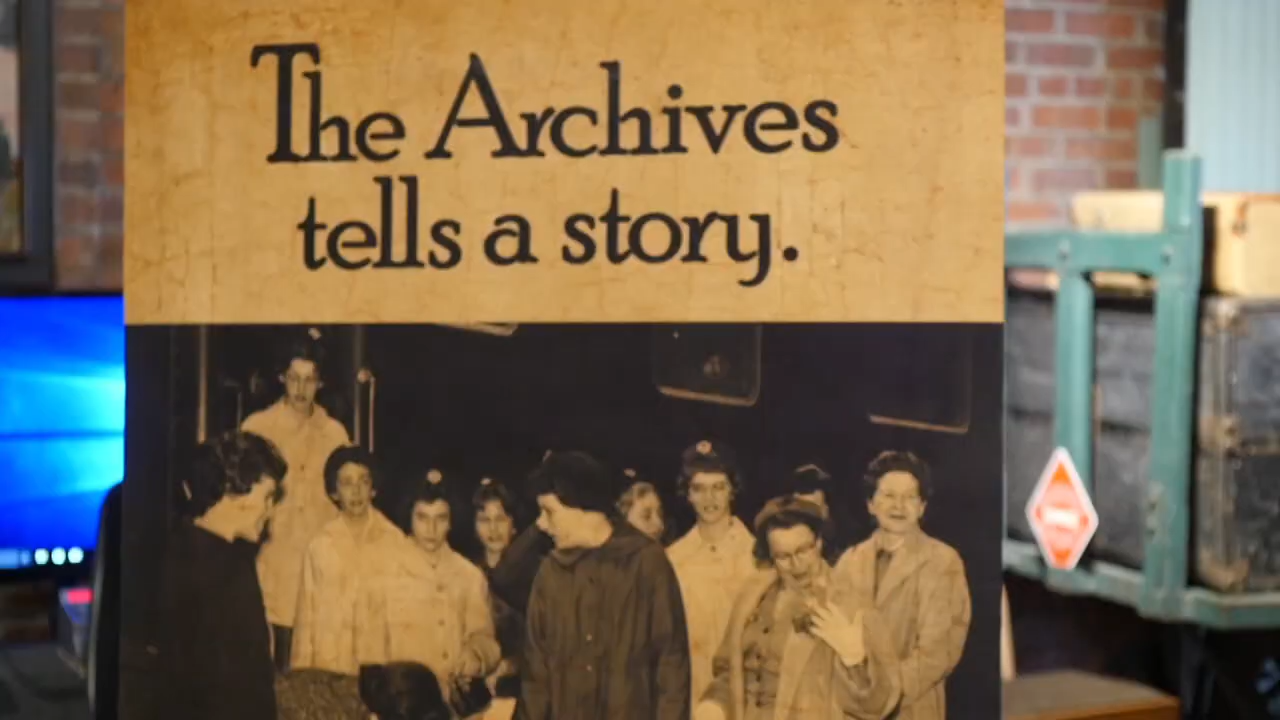 The Archives
tells a story.